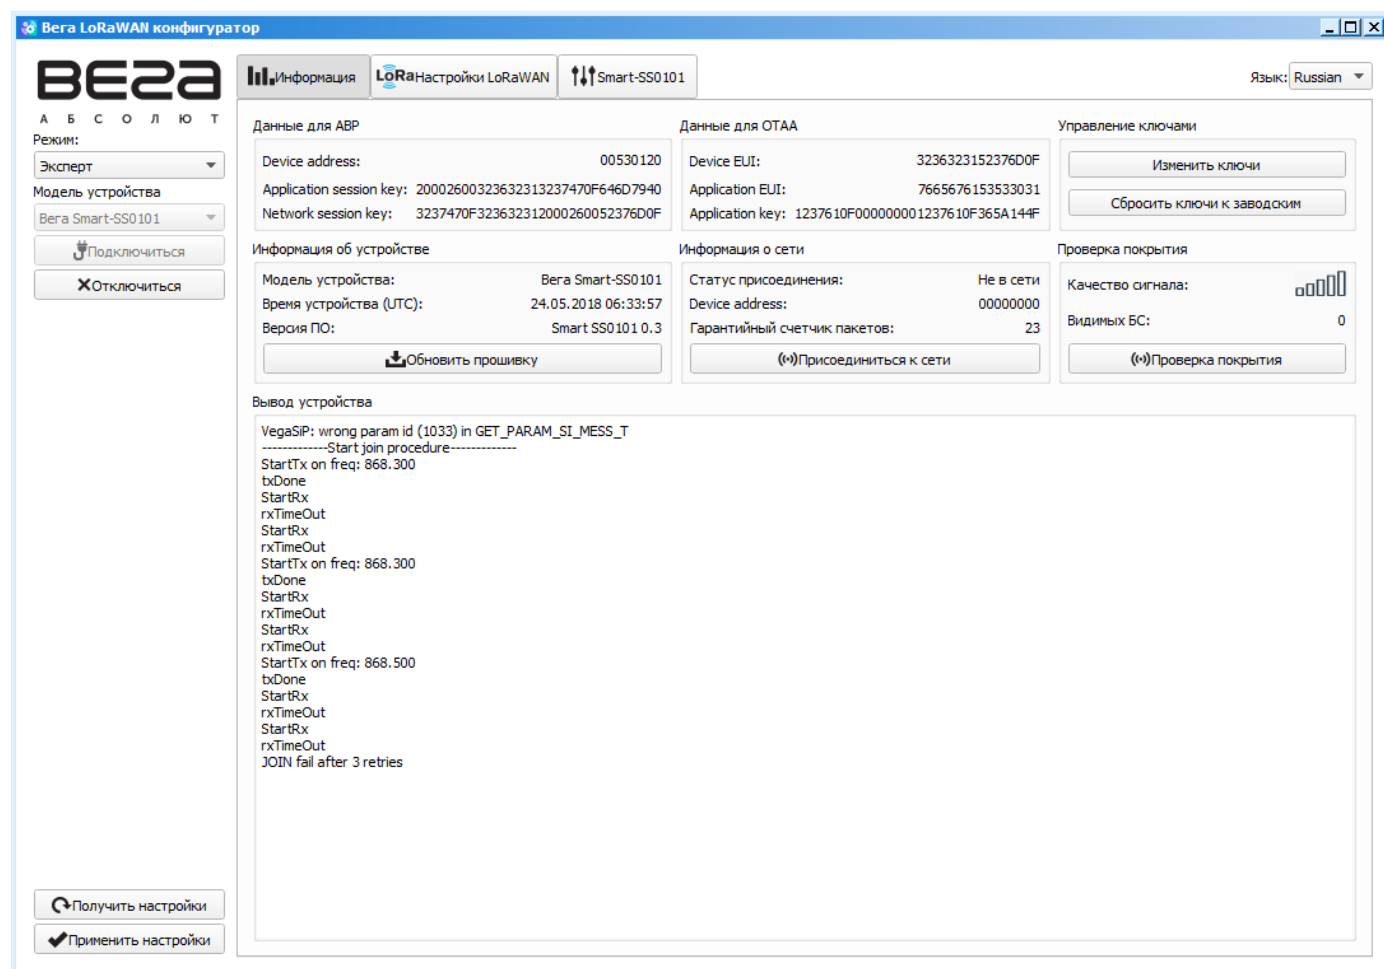 Вега LoRaWAN конфигуратор
ВЕГА
АБСОЛЮТ
Режим:
Эксперт
Модель устройства
Вега Smart-SS0101
Подключиться
Отключиться
Получить настройки
Применить настройки
Информация
LoRa Настройки LoRaWAN
Smart-SS0101
Язык: Russian
Данные для ABP
Device address: 00530120
Application session key: 20002600323632313237470F646D7940
Network session key: 3237470F323632312000260052376D0F
Данные для OTAA
Device EUI: 3236323152376D0F
Application EUI: 7665676153533031
Application key: 1237610F000000001237610F365A144F
Управление ключами
Изменить ключи
Сбросить ключи к заводским
Информация об устройстве
Модель устройства: Вега Smart-SS0101
Время устройства (UTC): 24.05.2018 06:33:57
Версия ПО: Smart SS0101 0.3
Обновить прошивку
Информация о сети
Статус присоединения: Не в сети
Device address: 00000000
Гарантийный счетчик пакетов: 23
Присоединиться к сети
Проверка покрытия
Качество сигнала:
Видимых БС: 0
Проверка покрытия
Вывод устройства
VegaSiP: wrong param id (1033) in GET_PARAM_SI_MESS_T
-------------Start join procedure-------------
StartTx on freq: 868.300
txDone
StartRx
rxTimeOut
StartRx
rxTimeOut
StartTx on freq: 868.300
txDone
StartRx
rxTimeOut
StartRx
rxTimeOut
StartTx on freq: 868.500
txDone
StartRx
rxTimeOut
StartRx
rxTimeOut
JOIN fail after 3 retries